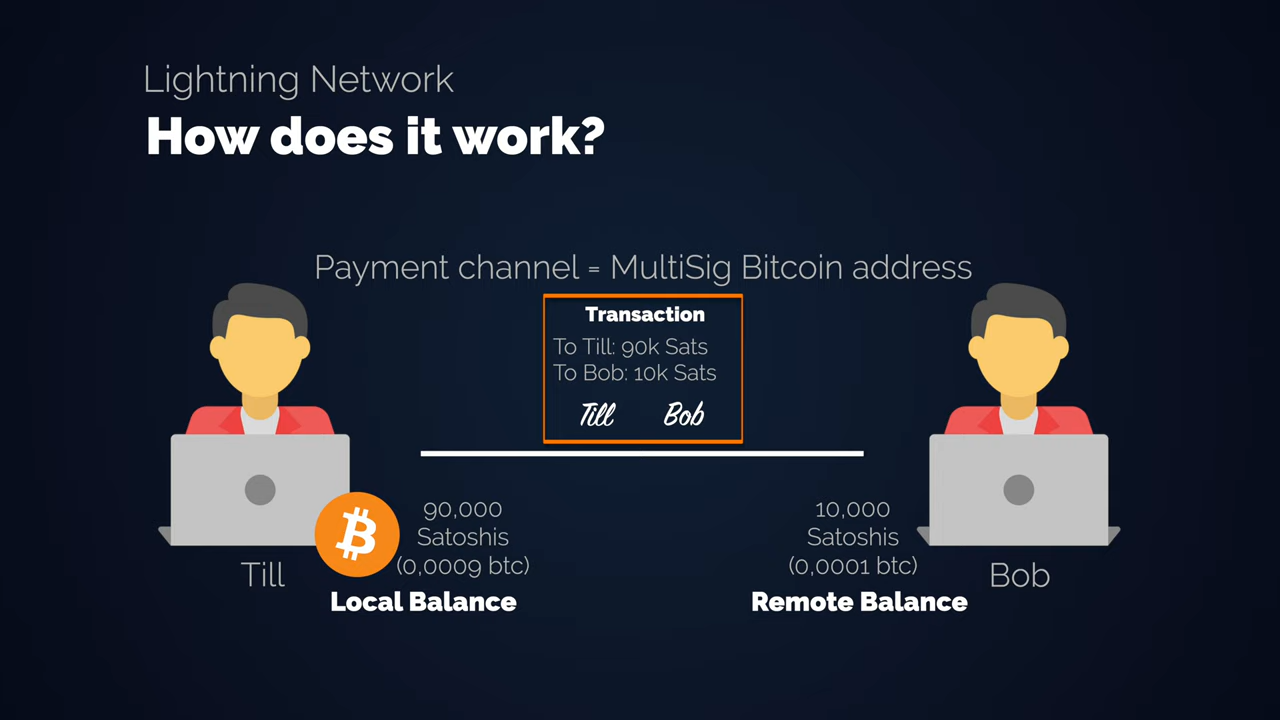 Lightning Network
How does it work?
Payment channel = MultiSig Bitcoin address
Transaction
To Till: 90k Sats
To Bob: 10k Sats
Till Bob
90,000
Satoshis
(0,0009 btc)
Local Balance
10,000
Satoshis
(0,0001 btc)
Remote Balance
Till
Bob